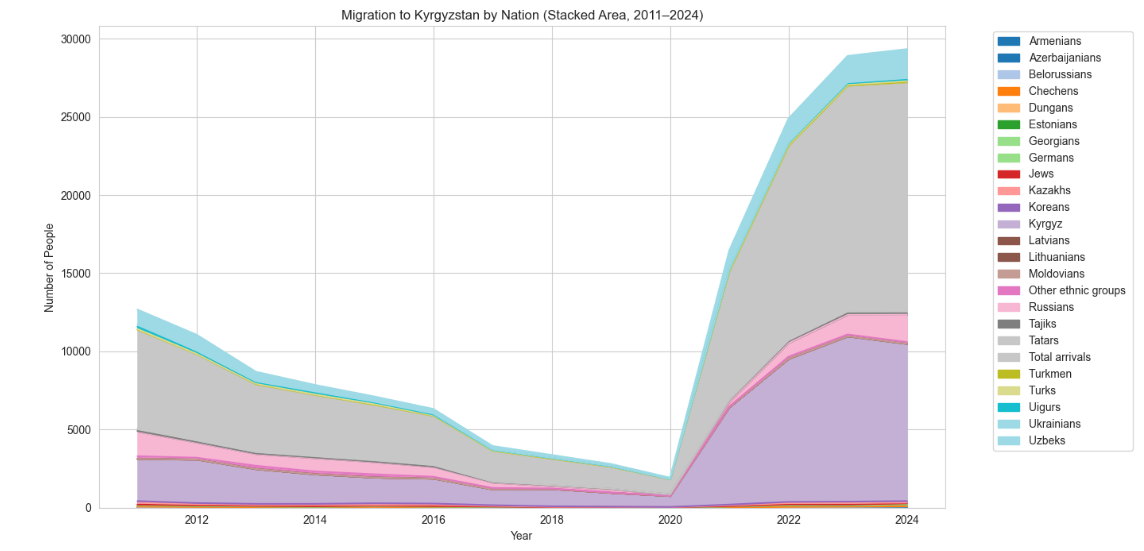 Migration to Kyrgyzstan by Nation (Stacked Area, 2011–2024)
30000
25000
20000
15000
10000
5000
0
Number of People
2012
2014
2016
2018
2020
2022
2024
Year
Armenians
Azerbaijanians
Belorussians
Chechens
Dungans
Estonians
Georgians
Germans
Jews
Kazakhs
Koreans
Kyrgyz
Latvians
Lithuanians
Moldovians
Other ethnic groups
Russians
Tajiks
Tatars
Total arrivals
Turkmen
Turks
Uigurs
Ukrainians
Uzbeks